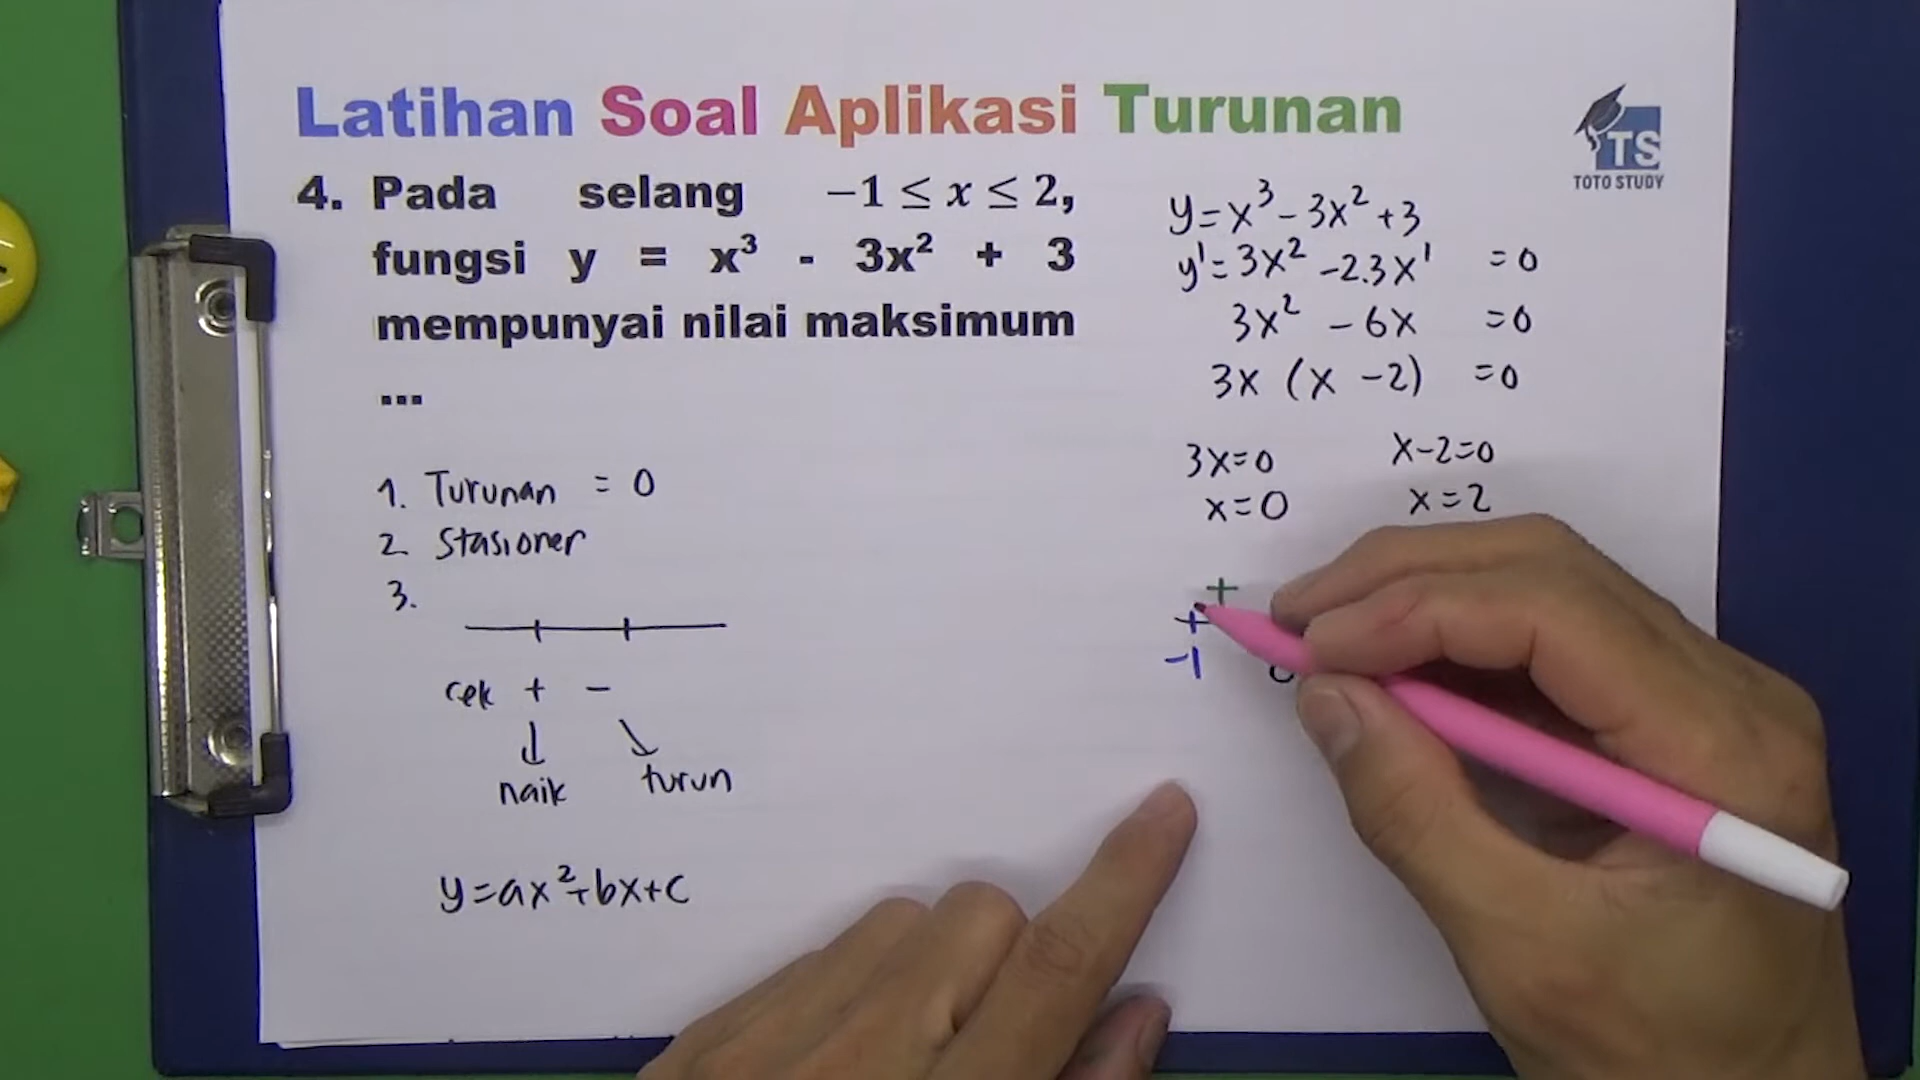 Latihan Soal Aplikasi Turunan
TS
TOTO STUDY
4. Pada selang −1 ≤ x ≤ 2,
fungsi y = x³ - 3x² + 3
mempunyai nilai maksimum
...
1. Turunan = 0
2. Stasioner
3.
cek + −
naik
turun
y=ax²+bx+c
y=x³-3x²+3
y'=3x²-2.3x' =0
3x² - 6x =0
3x (x -2) =0
3x=0 x-2=0
x=0 x=2
+
-1 0